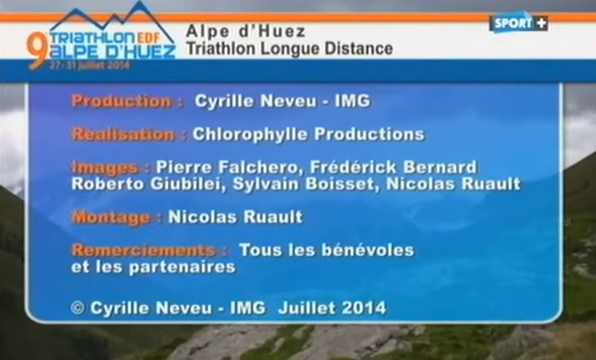 9e TRIATHLON EDF
ALPE D'HUEZ
27-31 juillet 2014
Alpe d'Huez
Triathlon Longue Distance
SPORT+
Production : Cyrille Neveu - IMG
Réalisation : Chlorophylle Productions
Images : Pierre Falchero, Frédérick Bernard
Roberto Giubilei, Sylvain Boisset, Nicolas Ruault
Montage : Nicolas Ruault
Remerciements : Tous les bénévoles
et les partenaires
© Cyrille Neveu - IMG Juillet 2014